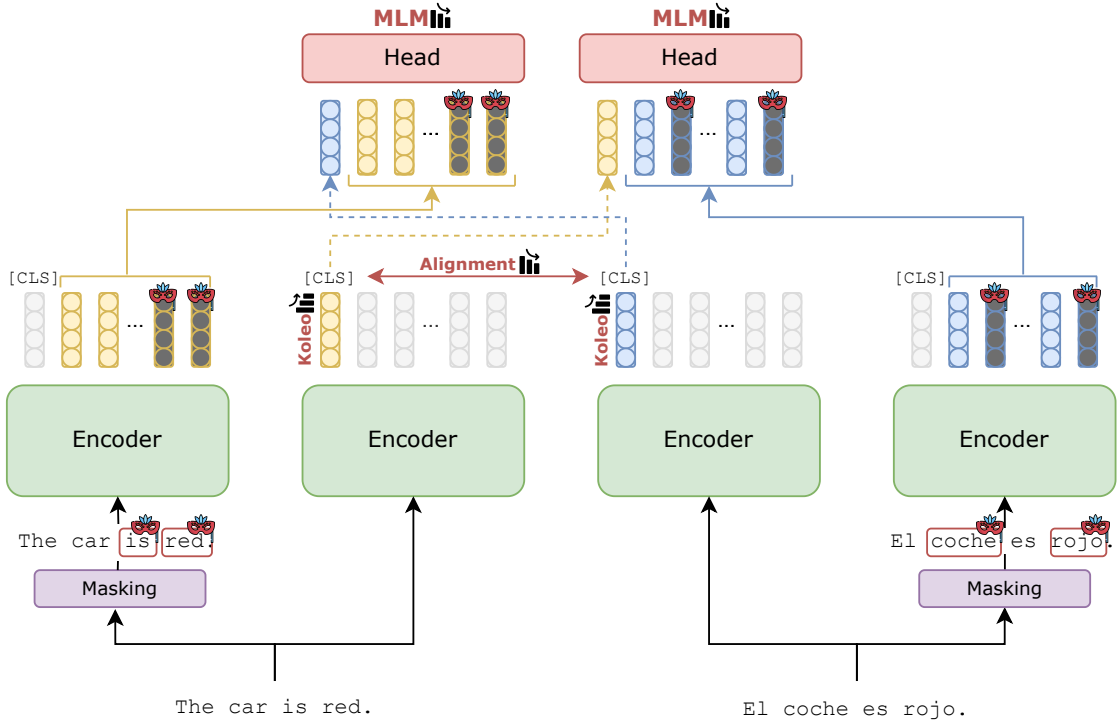 MLM MLM
Head Head
... ...
[CLS] [CLS] Alignment [CLS] [CLS]
... Koleo ... Koleo ... ...
Encoder Encoder Encoder Encoder
The car is red. El coche es rojo.
Masking Masking
The car is red. El coche es rojo.